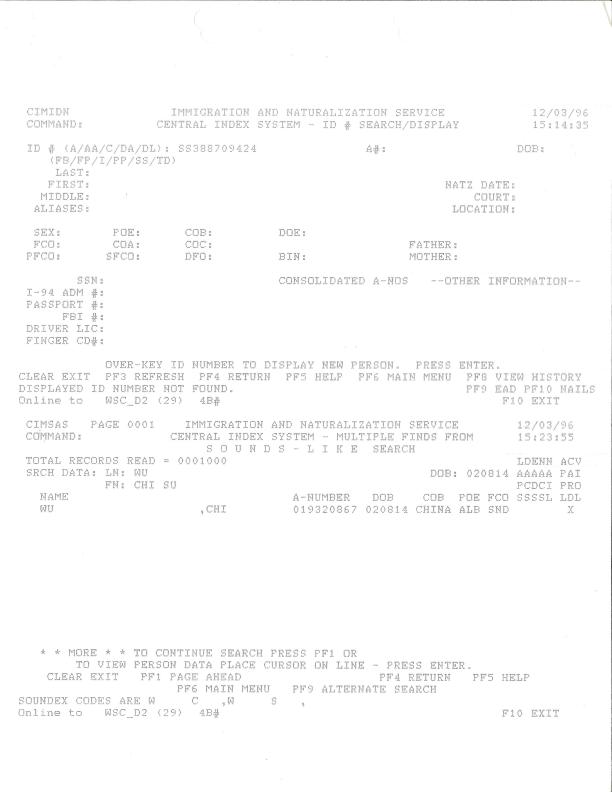 CIMIDN IMMIGRATION AND NATURALIZATION SERVICE 12/03/96
COMMAND: CENTRAL INDEX SYSTEM - ID # SEARCH/DISPLAY 15:14:35
ID # (A/AA/C/DA/DL): SS388709424 A#: DOB:
(FB/FP/I/PP/SS/TD)
LAST:
FIRST: NATZ DATE:
MIDDLE: COURT:
ALIASES: LOCATION:
SEX: POE: COB: DOE:
FCO: COA: COC: FATHER:
PFCO: SFCO: DFO: BIN: MOTHER:
SSN: CONSOLIDATED A-NOS --OTHER INFORMATION--
I-94 ADM #:
PASSPORT #:
FBI #:
DRIVER LIC:
FINGER CD#:
OVER-KEY ID NUMBER TO DISPLAY NEW PERSON. PRESS ENTER.
CLEAR EXIT PF3 REFRESH PF4 RETURN PF5 HELP PF6 MAIN MENU PF8 VIEW HISTORY
DISPLAYED ID NUMBER NOT FOUND. PF9 EAD PF10 NAILS
Online to WSC_D2 (29) 4B# F10 EXIT
CIMSAS PAGE 0001 IMMIGRATION AND NATURALIZATION SERVICE 12/03/96
COMMAND: CENTRAL INDEX SYSTEM - MULTIPLE FINDS FROM 15:23:55
S O U N D S - L I K E SEARCH
TOTAL RECORDS READ = 0001000 LDENN ACV
SRCH DATA: LN: WU DOB: 020814 AAAAA PAI
FN: CHI SU PCDCI PRO
NAME A-NUMBER DOB COB POE FCO SSSSL LDL
WU ,CHI 019320867 020814 CHINA ALB SND X
* * MORE * * TO CONTINUE SEARCH PRESS PF1 OR
TO VIEW PERSON DATA PLACE CURSOR ON LINE - PRESS ENTER.
CLEAR EXIT PF1 PAGE AHEAD PF4 RETURN PF5 HELP
PF6 MAIN MENU PF9 ALTERNATE SEARCH
SOUNDEX CODES ARE W C ,W S ,
Online to WSC_D2 (29) 4B# F10 EXIT